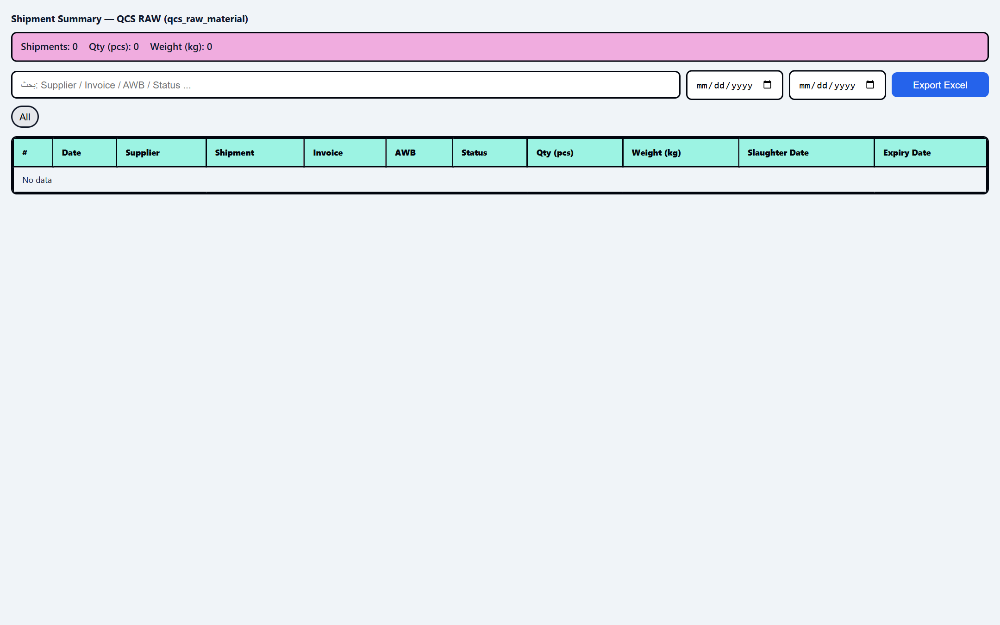 Shipment Summary — QCS RAW (qcs_raw_material)
Shipments: 0 Qty (pcs): 0 Weight (kg): 0
بحث: Supplier / Invoice / AWB / Status ...
mm/dd/yyyy
mm/dd/yyyy
Export Excel
All
# Date Supplier Shipment Invoice AWB Status Qty (pcs) Weight (kg) Slaughter Date Expiry Date
No data